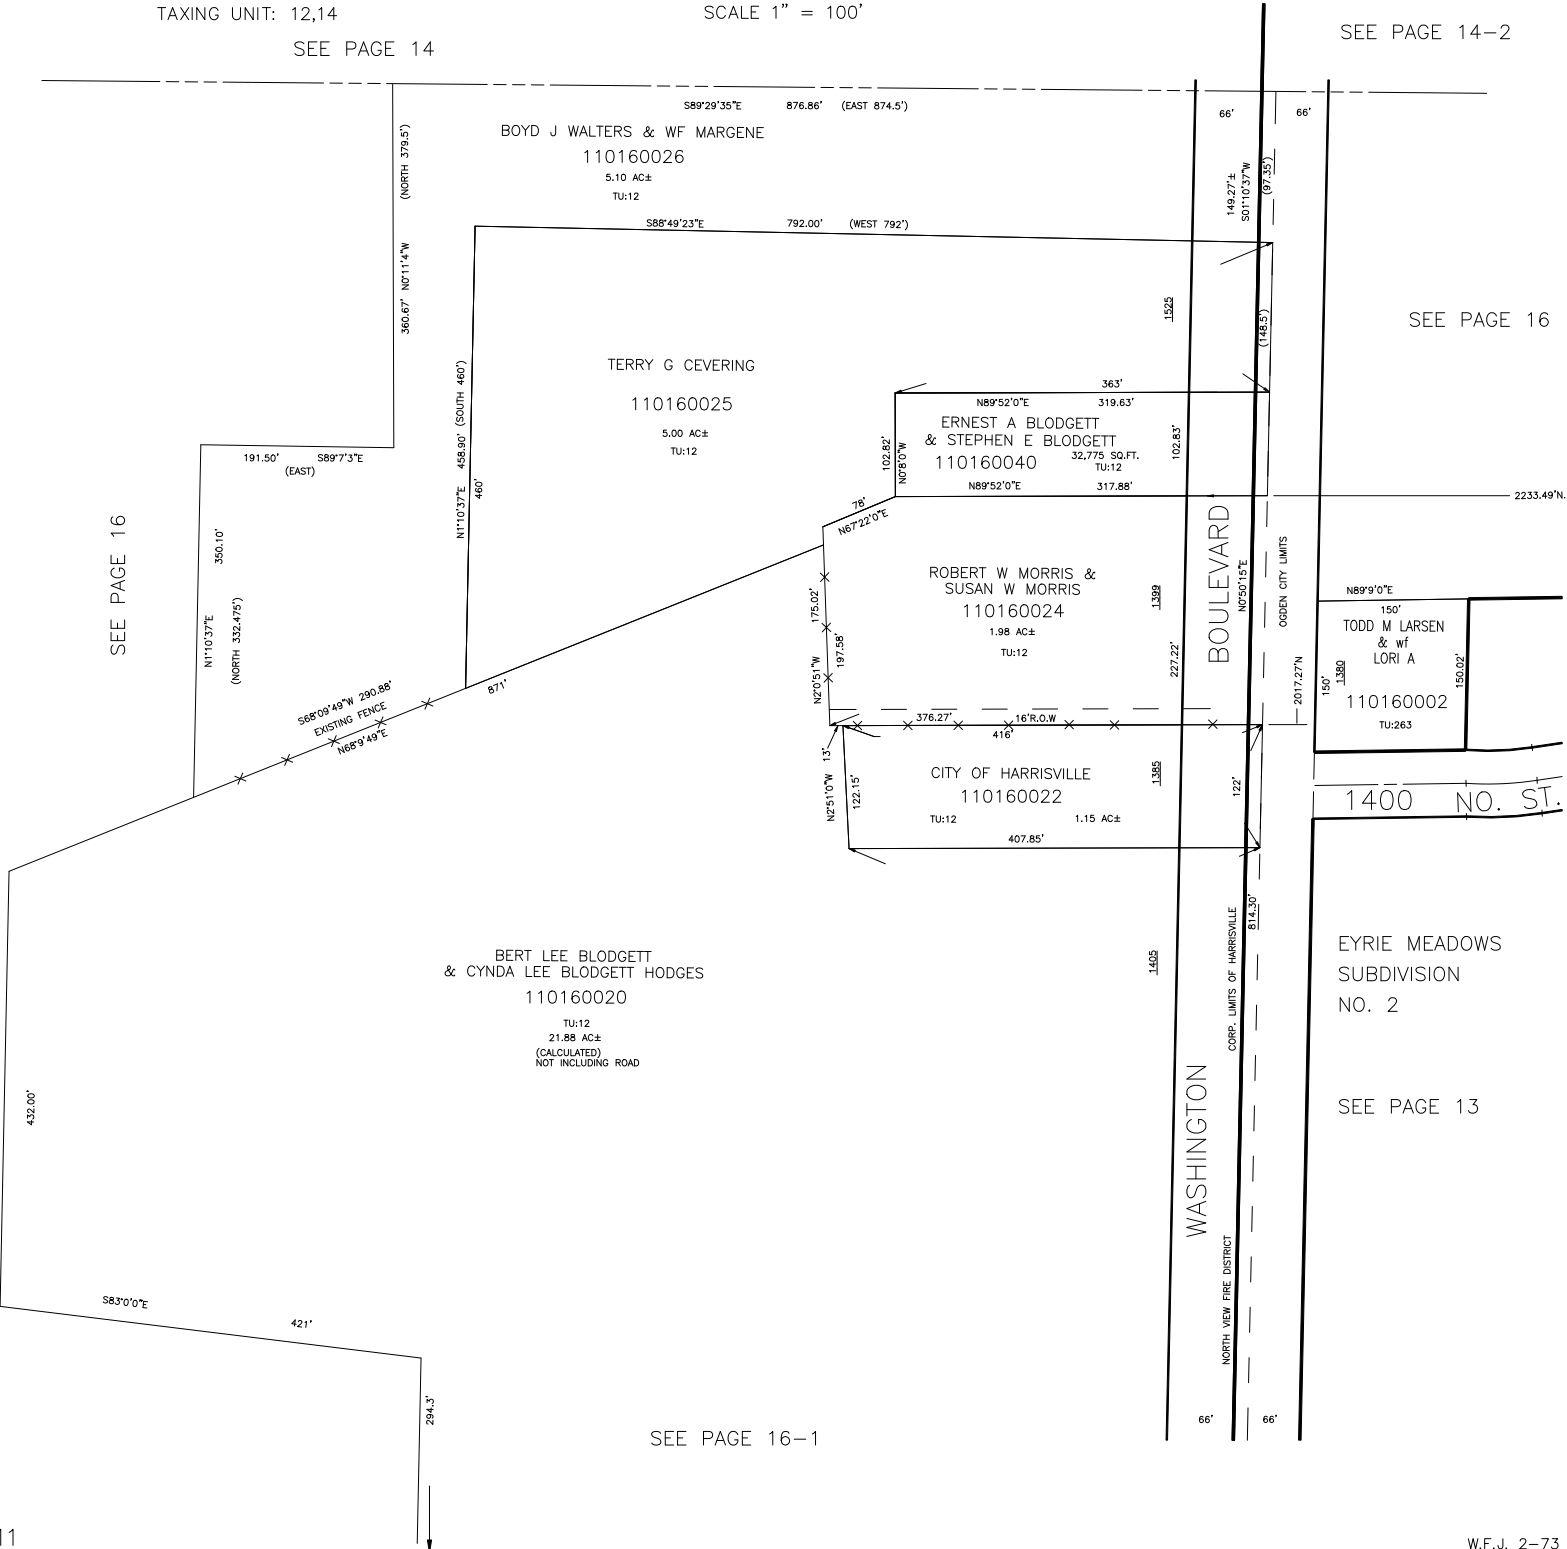 TAXING UNIT: 12,14
SCALE 1" = 100'
SEE PAGE 14
SEE PAGE 14-2
S89°29'35"E 876.86' (EAST 874.5')
66' 66'
BOYD J WALTERS & WF MARGENE
110160026
5.10 AC±
TU:12
(NORTH 379.5')
360.67' N0°11'4"W
149.27'±
S01°10'37"W
(97.35')
S88°49'23"E 792.00' (WEST 792')
1525
(148.5')
SEE PAGE 16
TERRY G CEVERING
110160025
5.00 AC±
TU:12
N1°10'37"E 458.90' (SOUTH 460')
460'
363'
N89°52'0"E 319.63'
ERNEST A BLODGETT
& STEPHEN E BLODGETT
110160040
32,775 SQ.FT.
TU:12
102.82'
N0°8'0"W
102.83'
N89°52'0"E 317.88'
2233.49'N.
191.50' S89°7'3"E
(EAST)
SEE PAGE 16
350.10'
N1°10'37"E
(NORTH 332.475')
78'
N67°22'0"E
BOULEVARD
N0°50'15"E
OGDEN CITY LIMITS
ROBERT W MORRIS &
SUSAN W MORRIS
110160024
1.98 AC±
TU:12
1399
175.02'
197.58'
N2°0'51"W
227.22'
2017.27'N
N89°9'0"E
150'
TODD M LARSEN
& wf
LORI A
1380
150'
150.02'
110160002
TU:263
S68°09'49"W 290.88'
EXISTING FENCE
N68°9'49"E
871'
376.27' 16'R.O.W
416'
13'
N2°51'0"W
122.15'
CITY OF HARRISVILLE
110160022
TU:12 1.15 AC±
1385
122'
407.85'
1400 NO. ST.
814.30'
CORP. LIMITS OF HARRISVILLE
1405
EYRIE MEADOWS
SUBDIVISION
NO. 2
BERT LEE BLODGETT
& CYNDA LEE BLODGETT HODGES
110160020
TU:12
21.88 AC±
(CALCULATED)
NOT INCLUDING ROAD
432.00'
SEE PAGE 13
WASHINGTON
NORTH VIEW FIRE DISTRICT
S83°0'0"E
421'
294.3'
66' 66'
SEE PAGE 16-1
11
W.F.J. 2-73